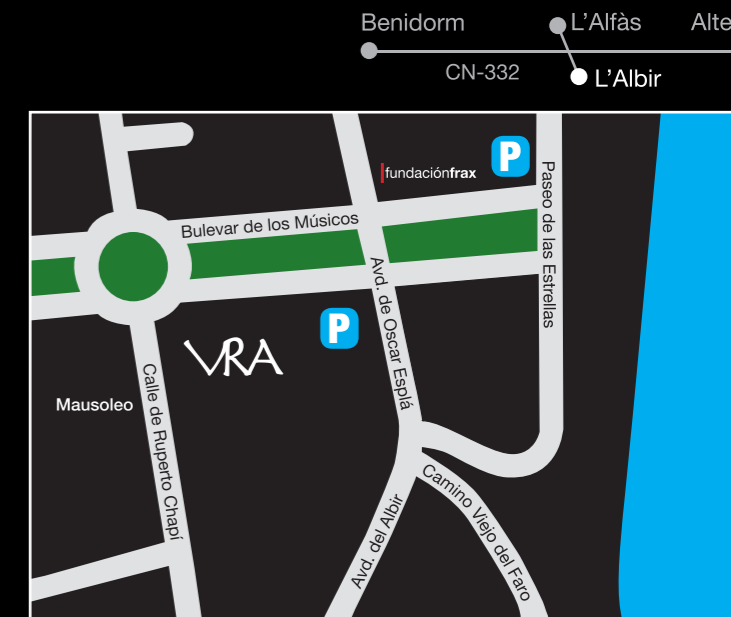 Benidorm
L'Alfàs
CN-332
L'Albir
fundaciónfrax
P
Paseo de las Estrellas
Bulevar de los Músicos
Avd. de Oscar Esplá
P
VRA
Calle de Ruperto Chapí
Mausoleo
Camino Viejo del Faro
Avd. del Albir